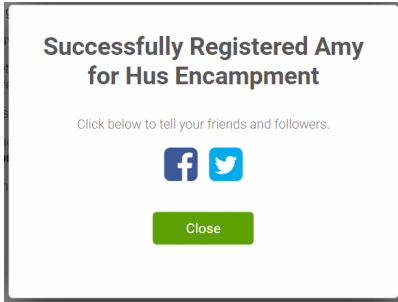 Successfully Registered Amy
for Hus Encampment
Click below to tell your friends and followers.
Close